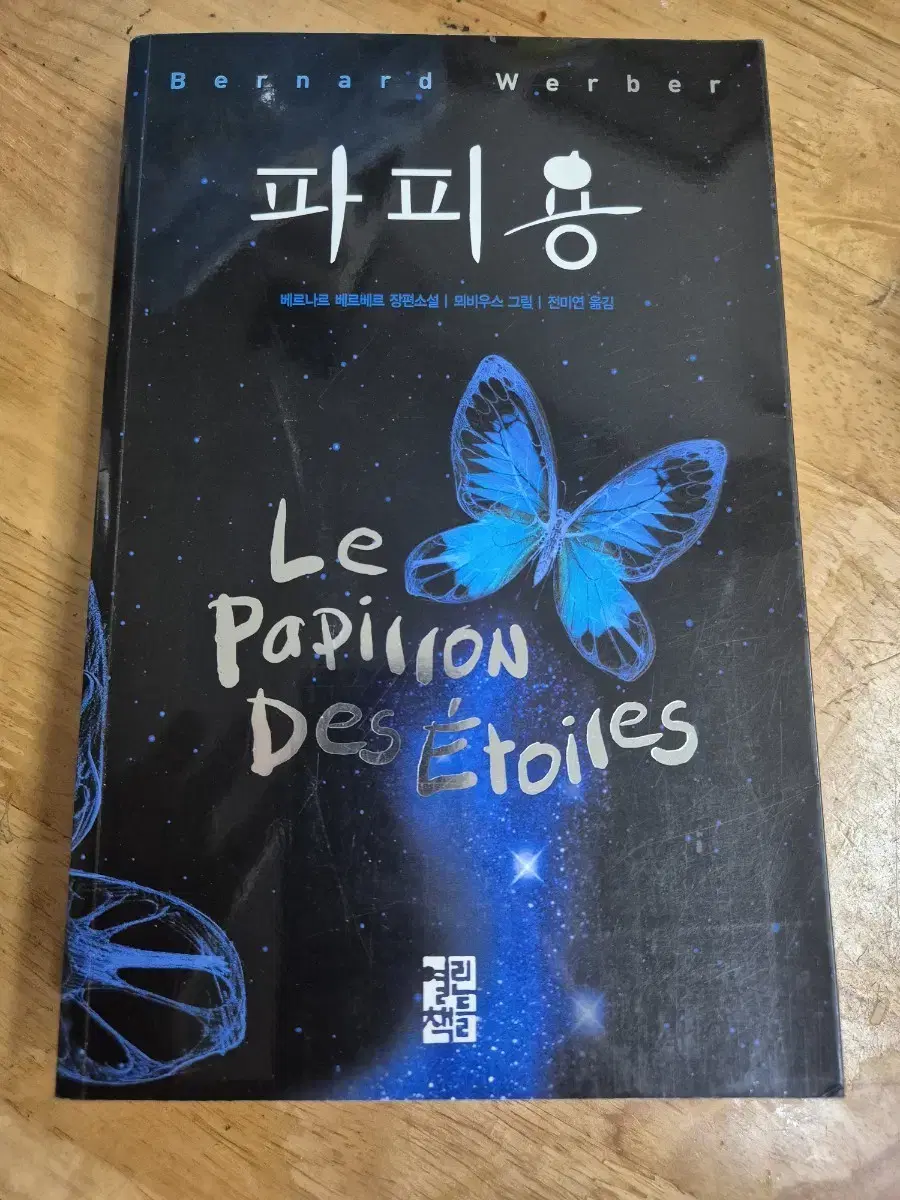 Bernard Werber
파피용
베르나르 베르베르 장편소설 | 뫼비우스 그림 | 전미연 옮김
Le
Papillon
Des Étoiles
열린
책들